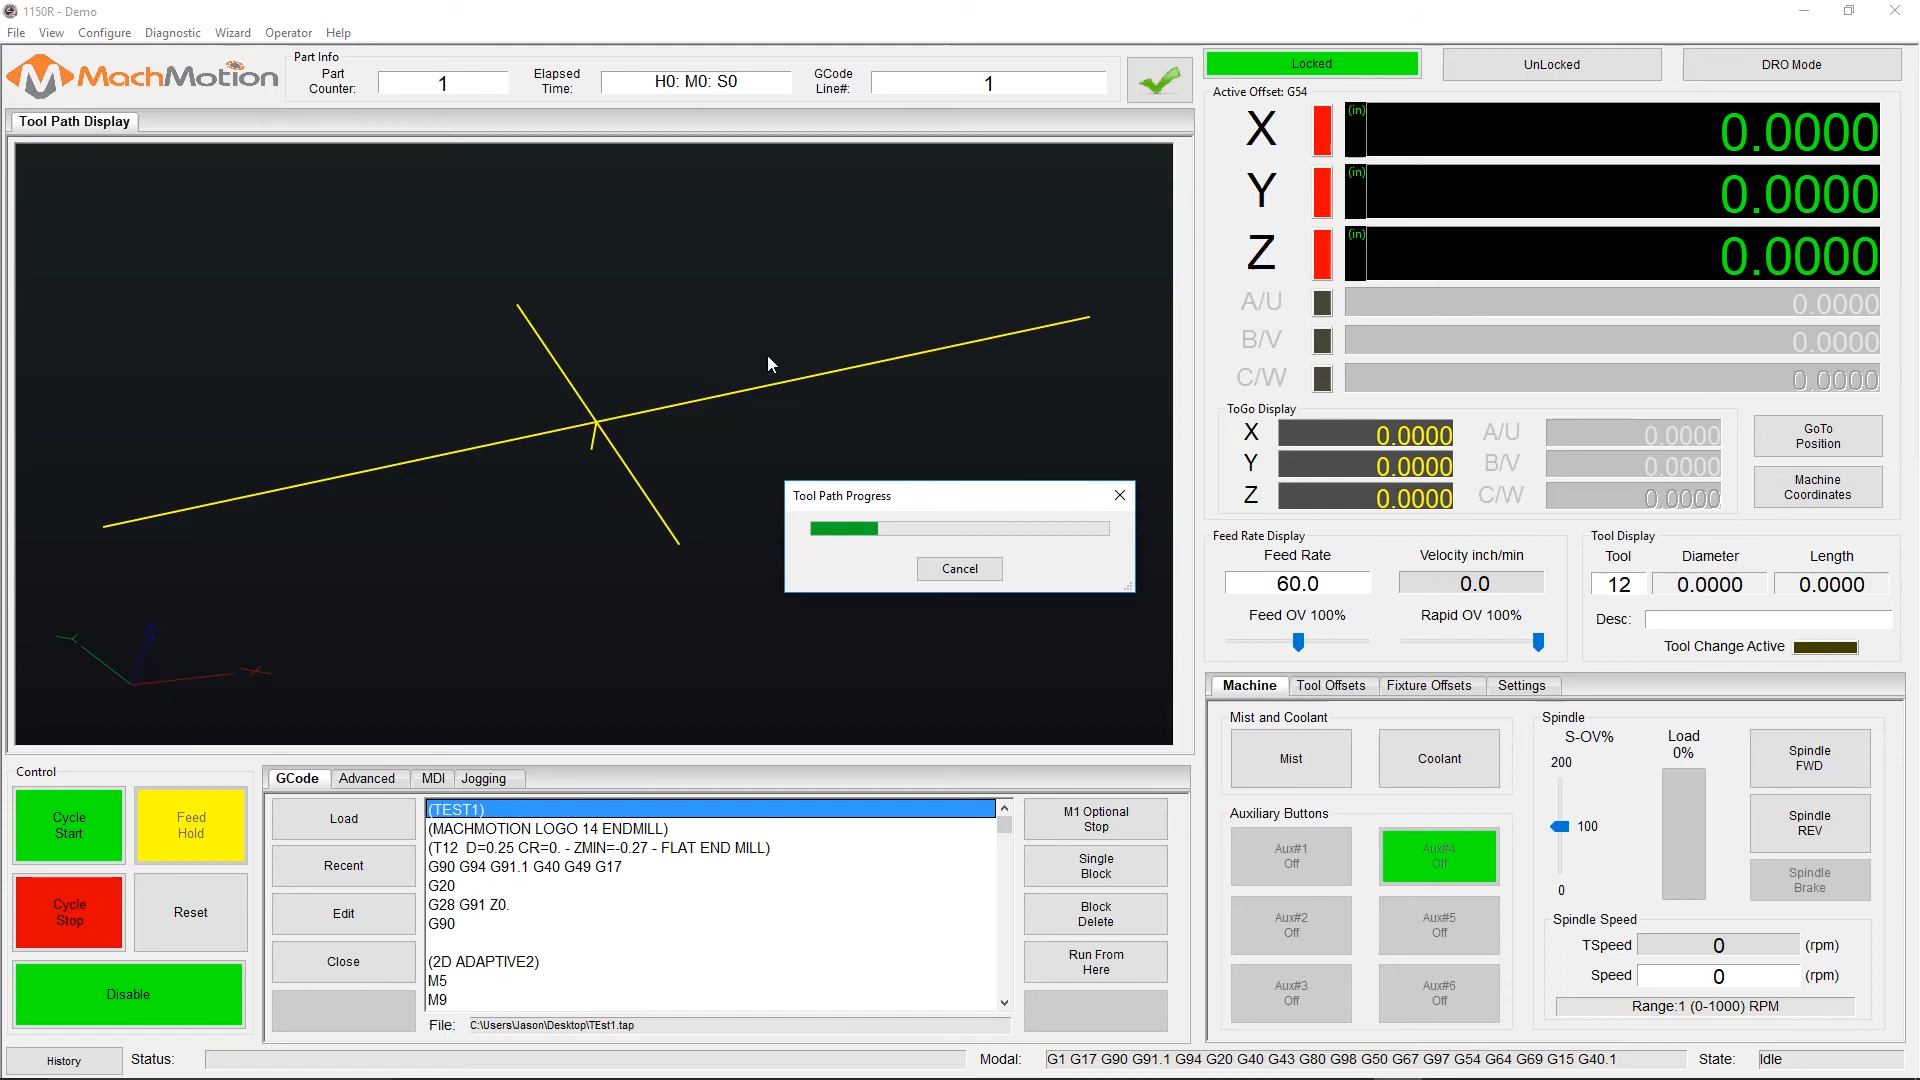 1150R - Demo
File View Configure Diagnostic Wizard Operator Help
MachMotion
Part Info
Part Counter: 1
Elapsed Time: H0: M0: S0
GCode Line#: 1
Locked
UnLocked
DRO Mode
Tool Path Display
Active Offset: G54
X (in) 0.0000
Y (in) 0.0000
Z (in) 0.0000
A/U 0.0000
B/V 0.0000
C/W 0.0000
ToGo Display
X 0.0000 A/U 0.0000
Y 0.0000 B/V 0.0000
Z 0.0000 C/W 0.0000
GoTo Position
Machine Coordinates
Tool Path Progress
Cancel
X
Y
Z
Feed Rate Display
Feed Rate
60.0
Feed OV 100%
Velocity inch/min
0.0
Rapid OV 100%
Tool Display
Tool Diameter Length
12 0.0000 0.0000
Desc:
Tool Change Active
Machine Tool Offsets Fixture Offsets Settings
Mist and Coolant
Mist
Coolant
Auxiliary Buttons
Aux#1 Off
Aux#4 Off
Aux#2 Off
Aux#5 Off
Aux#3 Off
Aux#6 Off
Spindle
S-OV%
200
100
0
Load
0%
Spindle FWD
Spindle REV
Spindle Brake
Spindle Speed
TSpeed 0 (rpm)
Speed 0 (rpm)
Range:1 (0-1000) RPM
Control
Cycle Start
Feed Hold
Cycle Stop
Reset
Disable
GCode Advanced MDI Jogging
Load
Recent
Edit
Close
(TEST1)
(MACHMOTION LOGO 14 ENDMILL)
(T12 D=0.25 CR=0. - ZMIN=-0.27 - FLAT END MILL)
G90 G94 G91.1 G40 G49 G17
G20
G28 G91 Z0.
G90
(2D ADAPTIVE2)
M5
M9
File: C:\Users\Jason\Desktop\TEst1.tap
M1 Optional Stop
Single Block
Block Delete
Run From Here
History
Status:
Modal: G1 G17 G90 G91.1 G94 G20 G40 G43 G80 G98 G50 G67 G97 G54 G64 G69 G15 G40.1
State: Idle